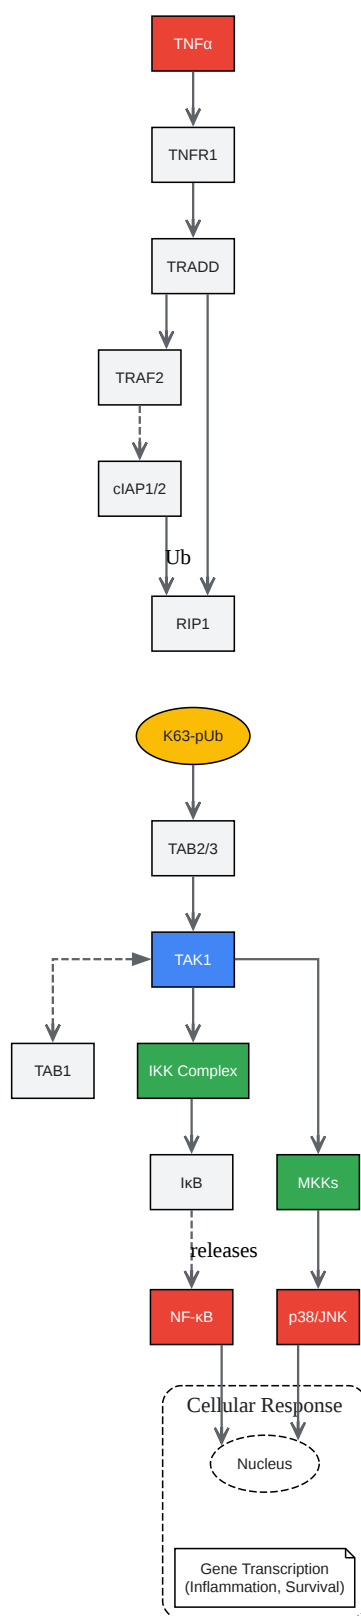 TNFα
TNFR1
TRADD
TRAF2
cIAP1/2
Ub
RIP1
K63-pUb
TAB2/3
TAK1
TAB1
IKK Complex
IκB
MKKs
releases
NF-κB
p38/JNK
Cellular Response
Nucleus
Gene Transcription
(Inflammation, Survival)